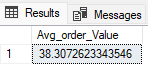 Results
Messages
Avg_order_Value
1
38.3072623343546